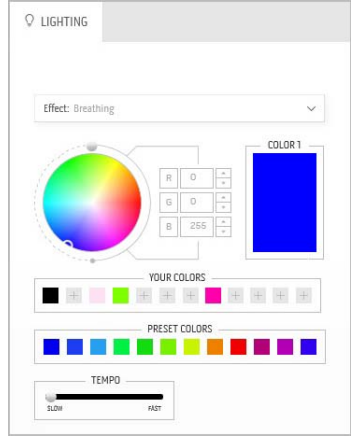 LIGHTING
Effect: Breathing
COLOR 1
R 0
G 0
B 255
YOUR COLORS
PRESET COLORS
TEMPO
SLOW FAST